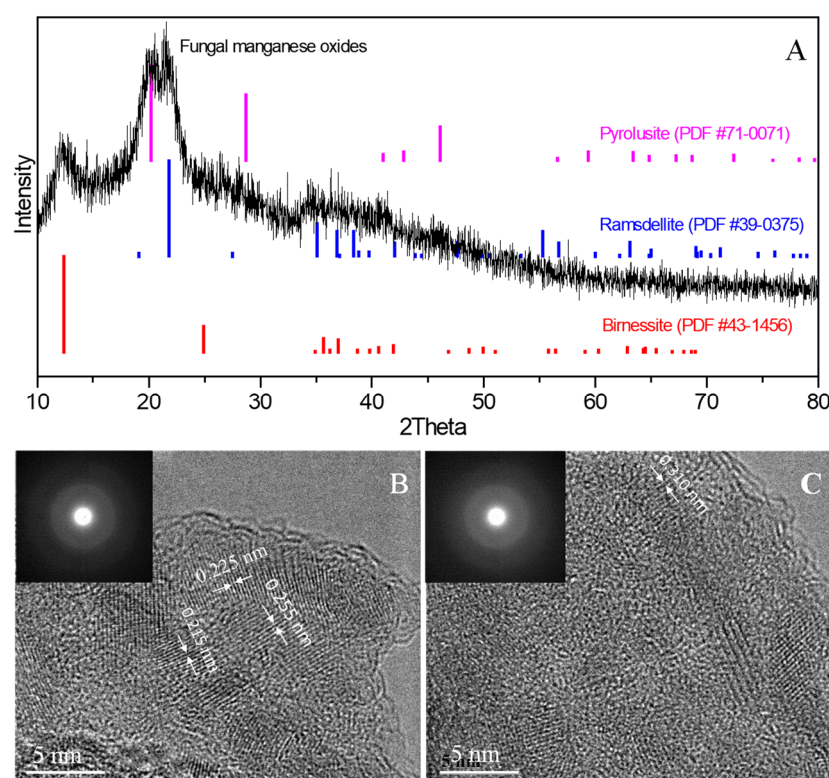 Fungal manganese oxides
A
Pyrolusite (PDF #71-0071)
Intensity
Ramsdellite (PDF #39-0375)
Birnessite (PDF #43-1456)
10 20 30 40 50 60 70 80
2Theta
B
0.225 nm
0.255 nm
0.215 nm
5 nm
C
0.310 nm
5 nm